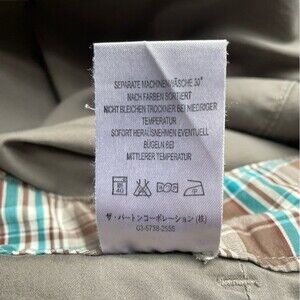 SEPARATE MACHINENWÄSCHE 30°
NACH FARBEN SORTIERT
NICHT BLEICHEN TROCKNER BEI NIEDRIGER
TEMPERATUR
SOFORT HERAUSNEHMEN EVENTUELL
BÜGELN BEI
MITTLERER TEMPERATUR
40
ザ・バートンコーポレーション (株)
03-5738-2555